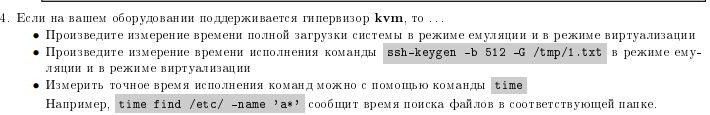 4. Если на вашем оборудовании поддерживается гипервизор kvm, то ...
• Произведите измерение времени полной загрузки системы в режиме емуляции и в режиме виртуализации
• Произведите измерение времени исполнения команды ssh-keygen -b 512 -G /tmp/1.txt в режиме ему-
ляции и в режиме виртуализации
• Измерить точное время исполнения команд можно с помощью команды time
Например, time find /etc/ -name 'a*' сообщит время поиска файлов в соответствующей папке.